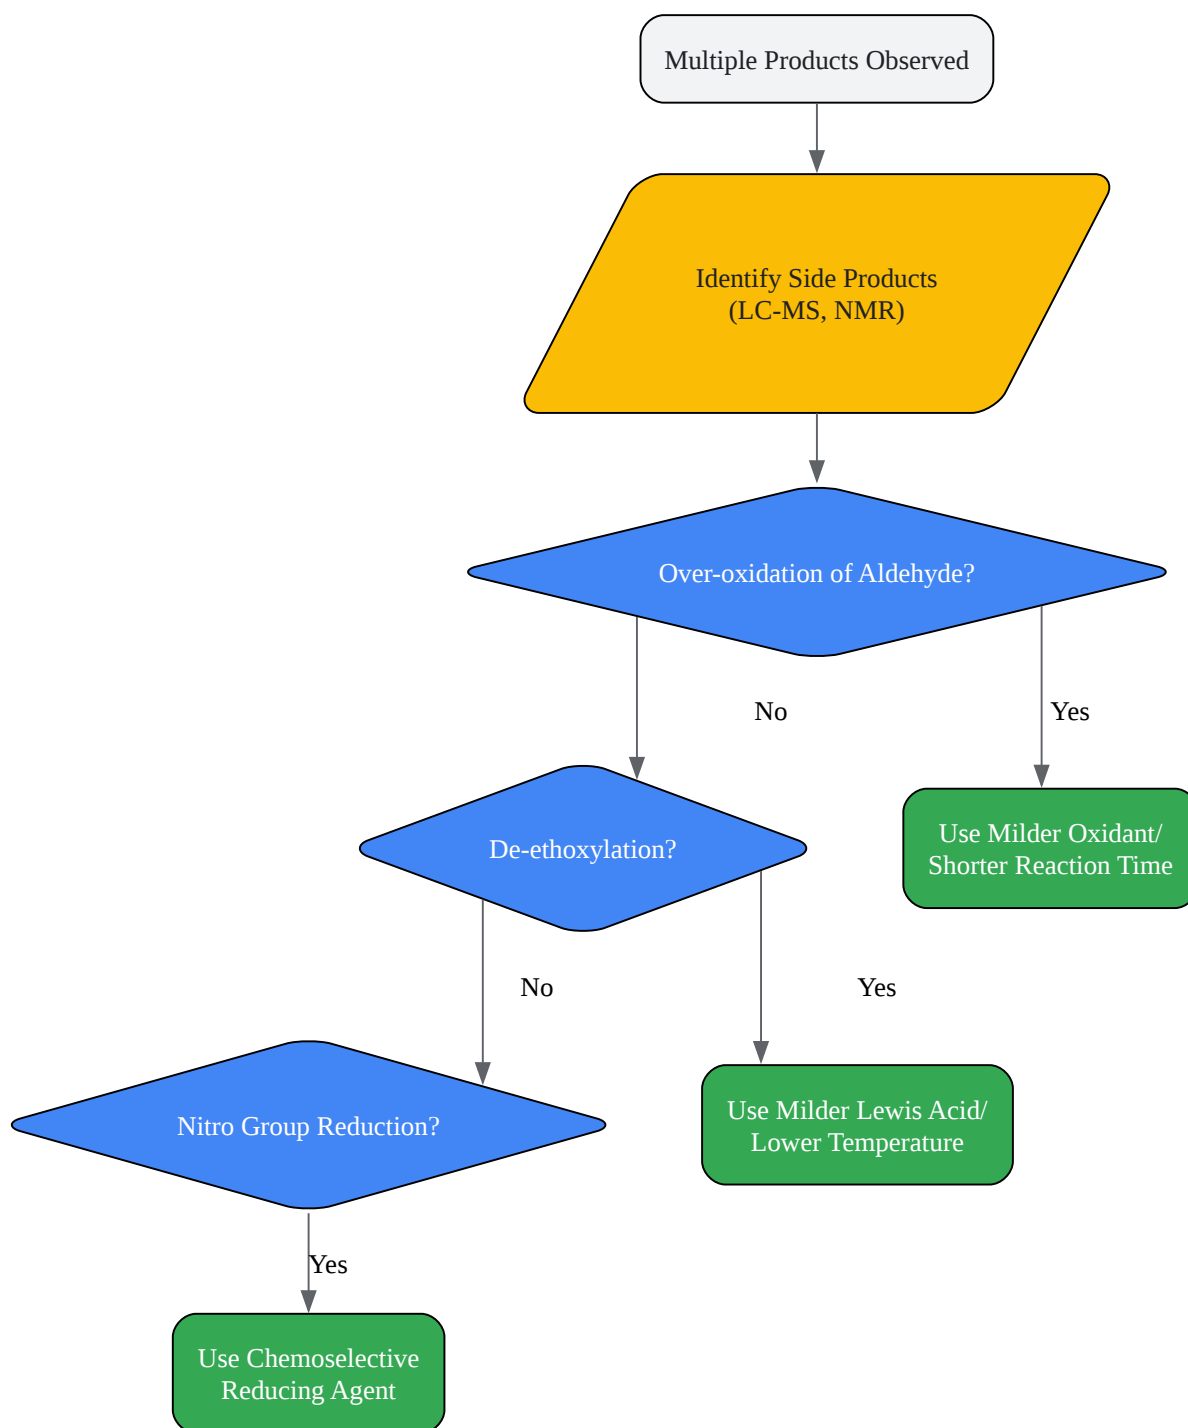 Multiple Products Observed
Identify Side Products
(LC-MS, NMR)
Over-oxidation of Aldehyde?
No
Yes
De-ethoxylation?
Use Milder Oxidant/
Shorter Reaction Time
No
Yes
Nitro Group Reduction?
Use Milder Lewis Acid/
Lower Temperature
Yes
Use Chemoselective
Reducing Agent